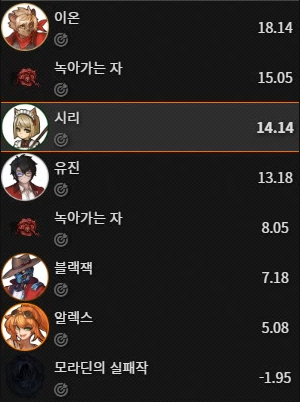 이온
18.14
녹아가는 자
15.05
시리
14.14
유진
13.18
녹아가는 자
8.05
블랙잭
7.18
알렉스
5.08
모라딘의 실패작
-1.95